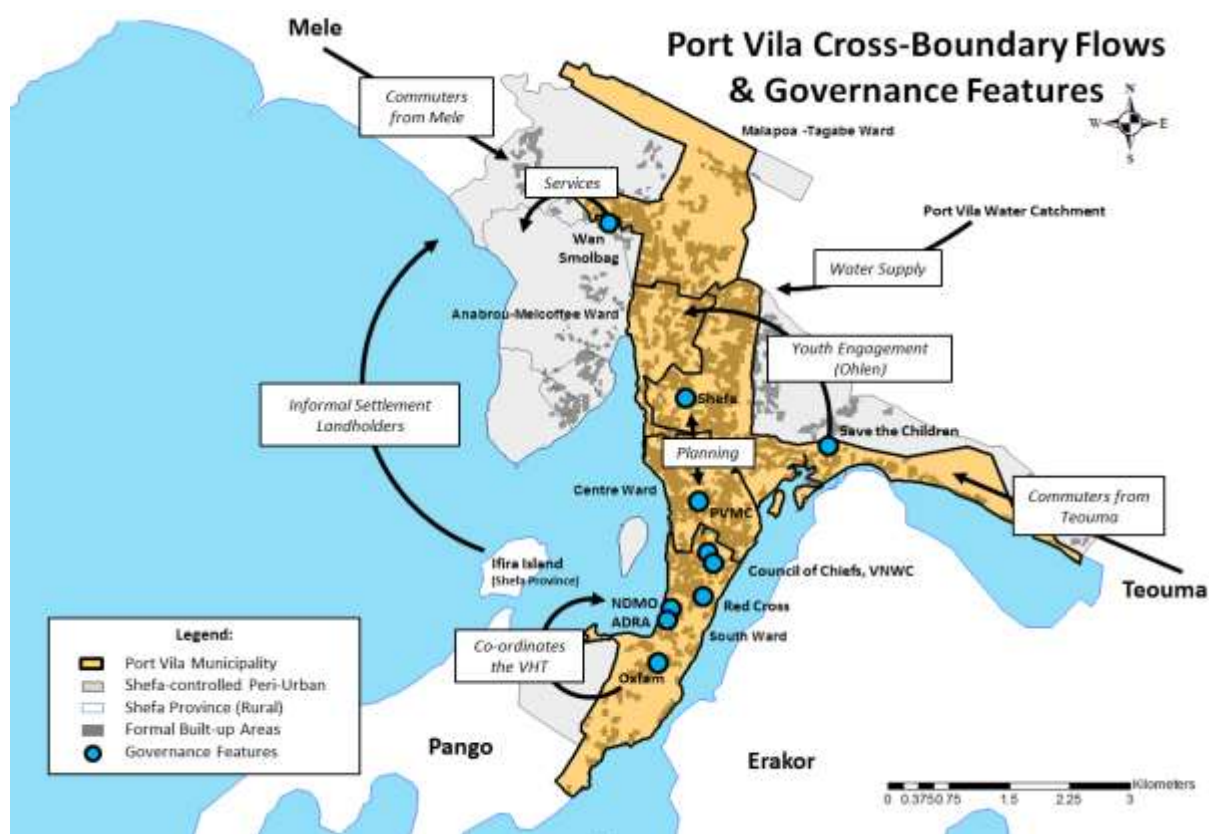 Port Vila Cross-Boundary Flows
& Governance Features
N
W
E
S
Mele
Commuters
from Mele
Malapoa -Tagabe Ward
Services
Wan
Smolbag
Port Vila Water Catchment
Water Supply
Anabrou-Melcoffee Ward
Youth Engagement
(Ohlen)
Informal Settlement
Landholders
Shefa
Save the Children
Planning
Centre Ward
PVMC
Commuters from
Teouma
Teouma
Ifira Island
(Shefa Province)
Council of Chiefs, VNWC
NDMO
ADRA
Red Cross
South Ward
Co-ordinates
the VHT
Oxfam
Legend:
Port Vila Municipality
Shefa-controlled Peri-Urban
Shefa Province (Rural)
Formal Built-up Areas
Governance Features
Pango
Erakor
Kilometers
0 0.375 0.75 1.5 2.25 3